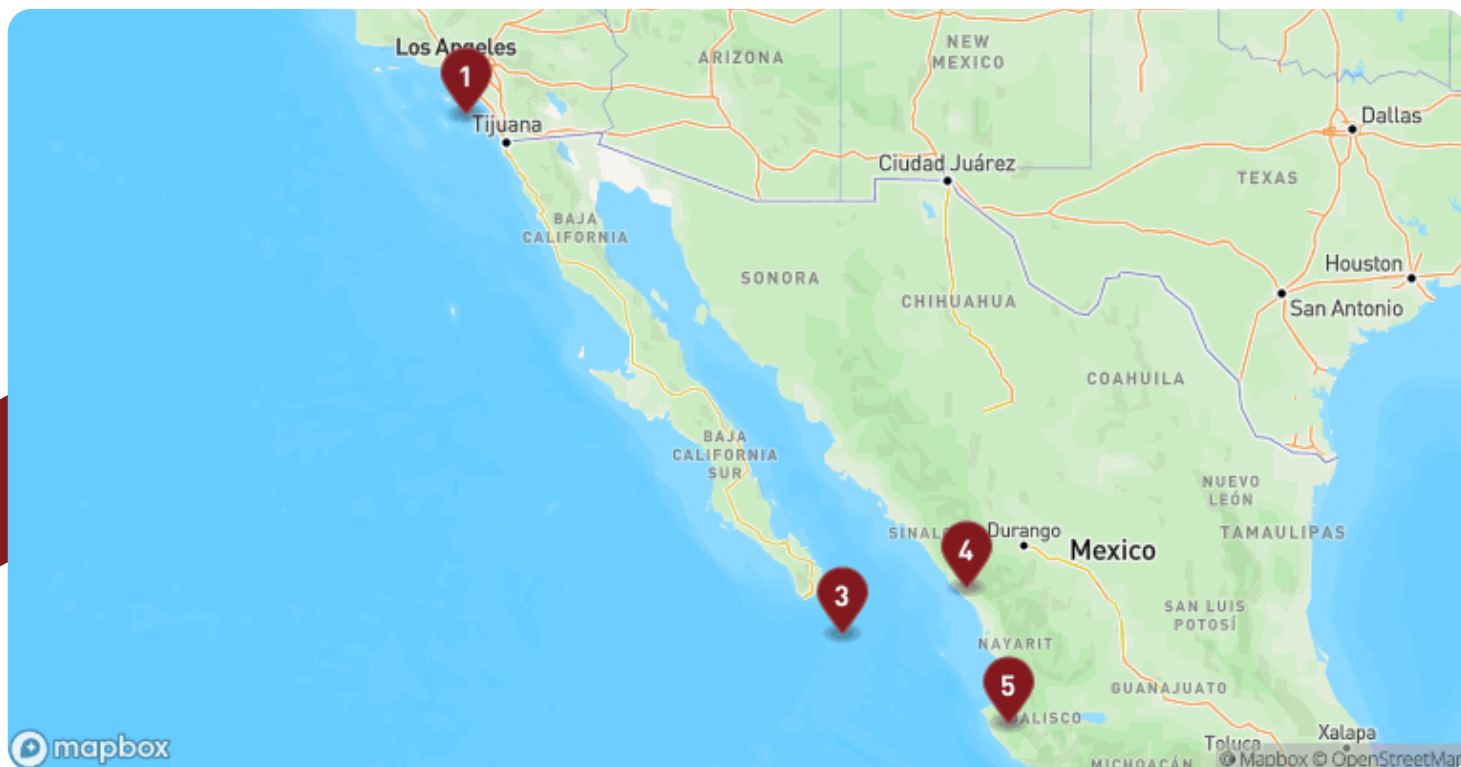 Los Angeles
1
Tijuana
ARIZONA
NEW
MEXICO
Dallas
Ciudad Juárez
TEXAS
BAJA
CALIFORNIA
SONORA
CHIHUAHUA
Houston
San Antonio
COAHUILA
BAJA
CALIFORNIA
SUR
NUEVO
LEÓN
TAMAULIPAS
4
Durango
Mexico
3
SAN LUIS
POTOSÍ
NAYARIT
5
GUANAJUATO
Toluca
Xalapa
MICHOACÁN
mapbox
© Mapbox © OpenStreetMap